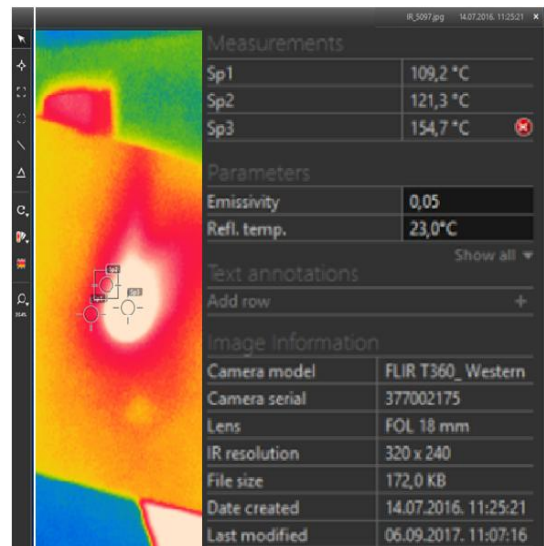 IR_5097.jpg 14.07.2016. 11:25:21 ×
Measurements
Sp1 109,2 °C
Sp2 121,3 °C
Sp3 154,7 °C
Parameters
Emissivity 0,05
Refl. temp. 23,0°C
Show all
Text annotations
Add row +
Image Information
Camera model FLIR T360_ Western
Camera serial 377002175
Lens FOL 18 mm
IR resolution 320 x 240
File size 172,0 KB
Date created 14.07.2016. 11:25:21
Last modified 06.09.2017. 11:07:16
Sp2